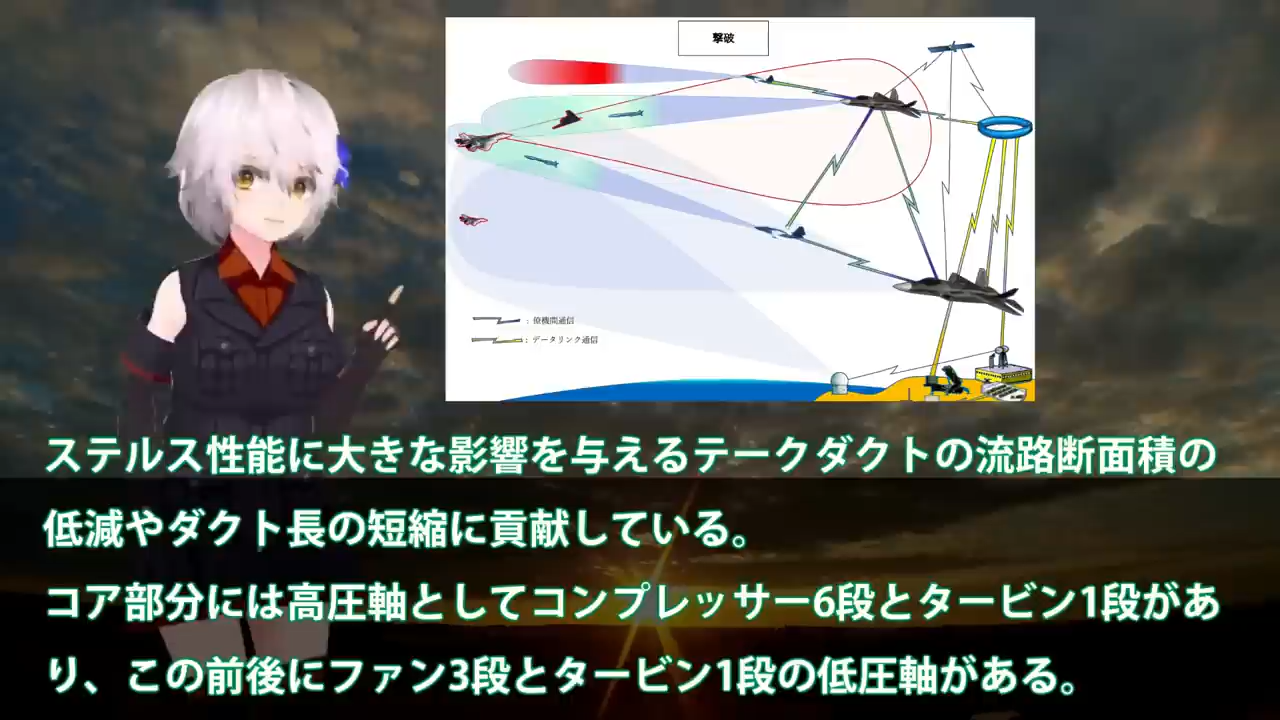 撃破
：僚機間通信
：データリンク通信
ステルス性能に大きな影響を与えるテークダクトの流路断面積の
低減やダクト長の短縮に貢献している。
コア部分には高圧軸としてコンプレッサー6段とタービン1段があ
り、この前後にファン3段とタービン1段の低圧軸がある。